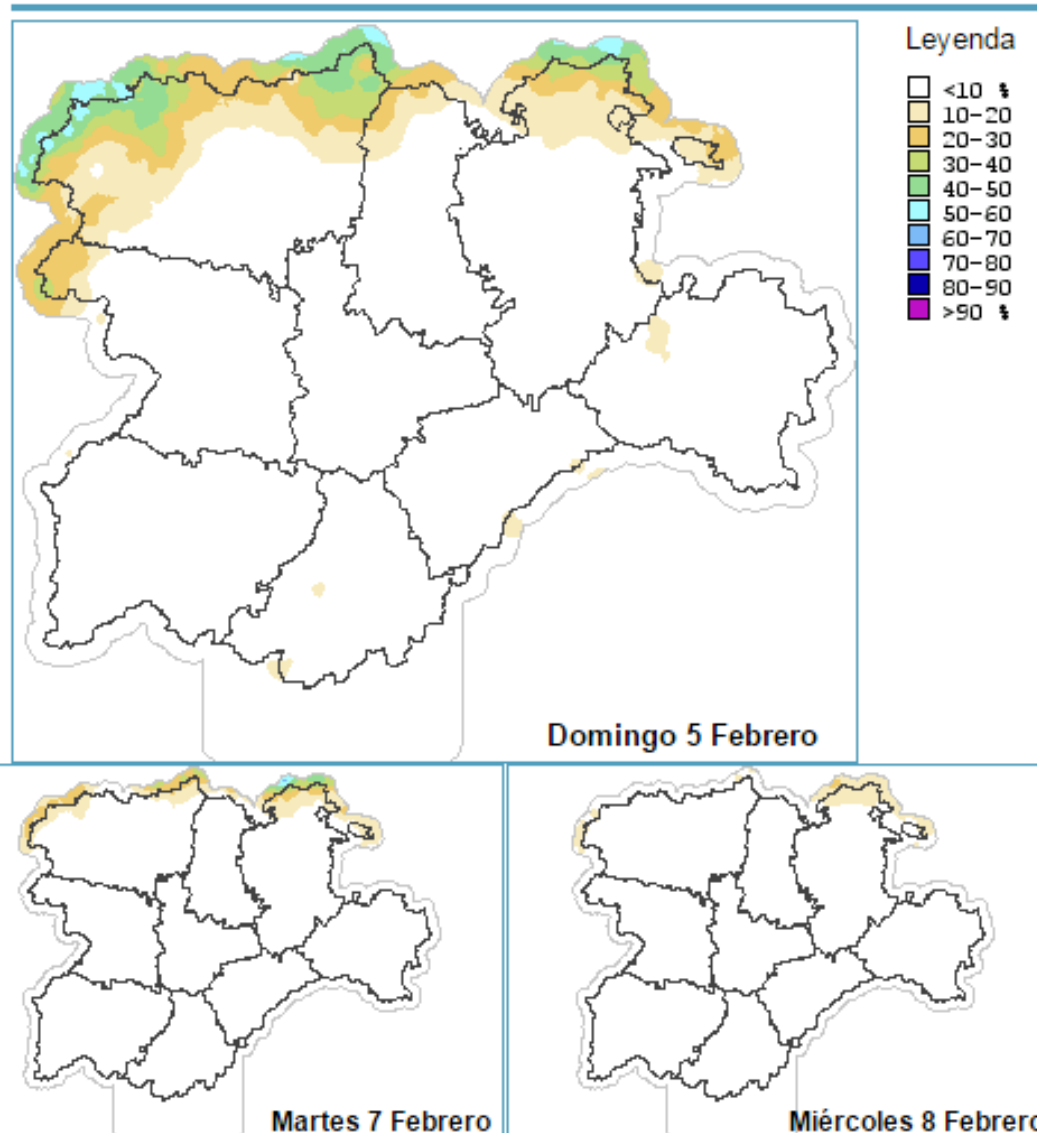 Leyenda
<10 %
10-20
20-30
30-40
40-50
50-60
60-70
70-80
80-90
>90 %
Domingo 5 Febrero
Martes 7 Febrero
Miércoles 8 Febrero